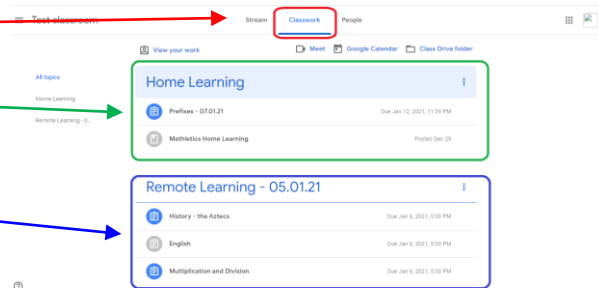 Test classroom
Stream Classwork People
View your work Meet Google Calendar Class Drive folder
All topics
Home Learning
Remote Learning - 0...
Home Learning
Prefixes - 07.01.21 Due Jan 12, 2021, 11:59 PM
Mathletics Home Learning Posted Dec 29
Remote Learning - 05.01.21
History - the Aztecs Due Jan 6, 2021, 5:00 PM
English Due Jan 6, 2021, 5:00 PM
Multiplication and Division Due Jan 6, 2021, 5:00 PM